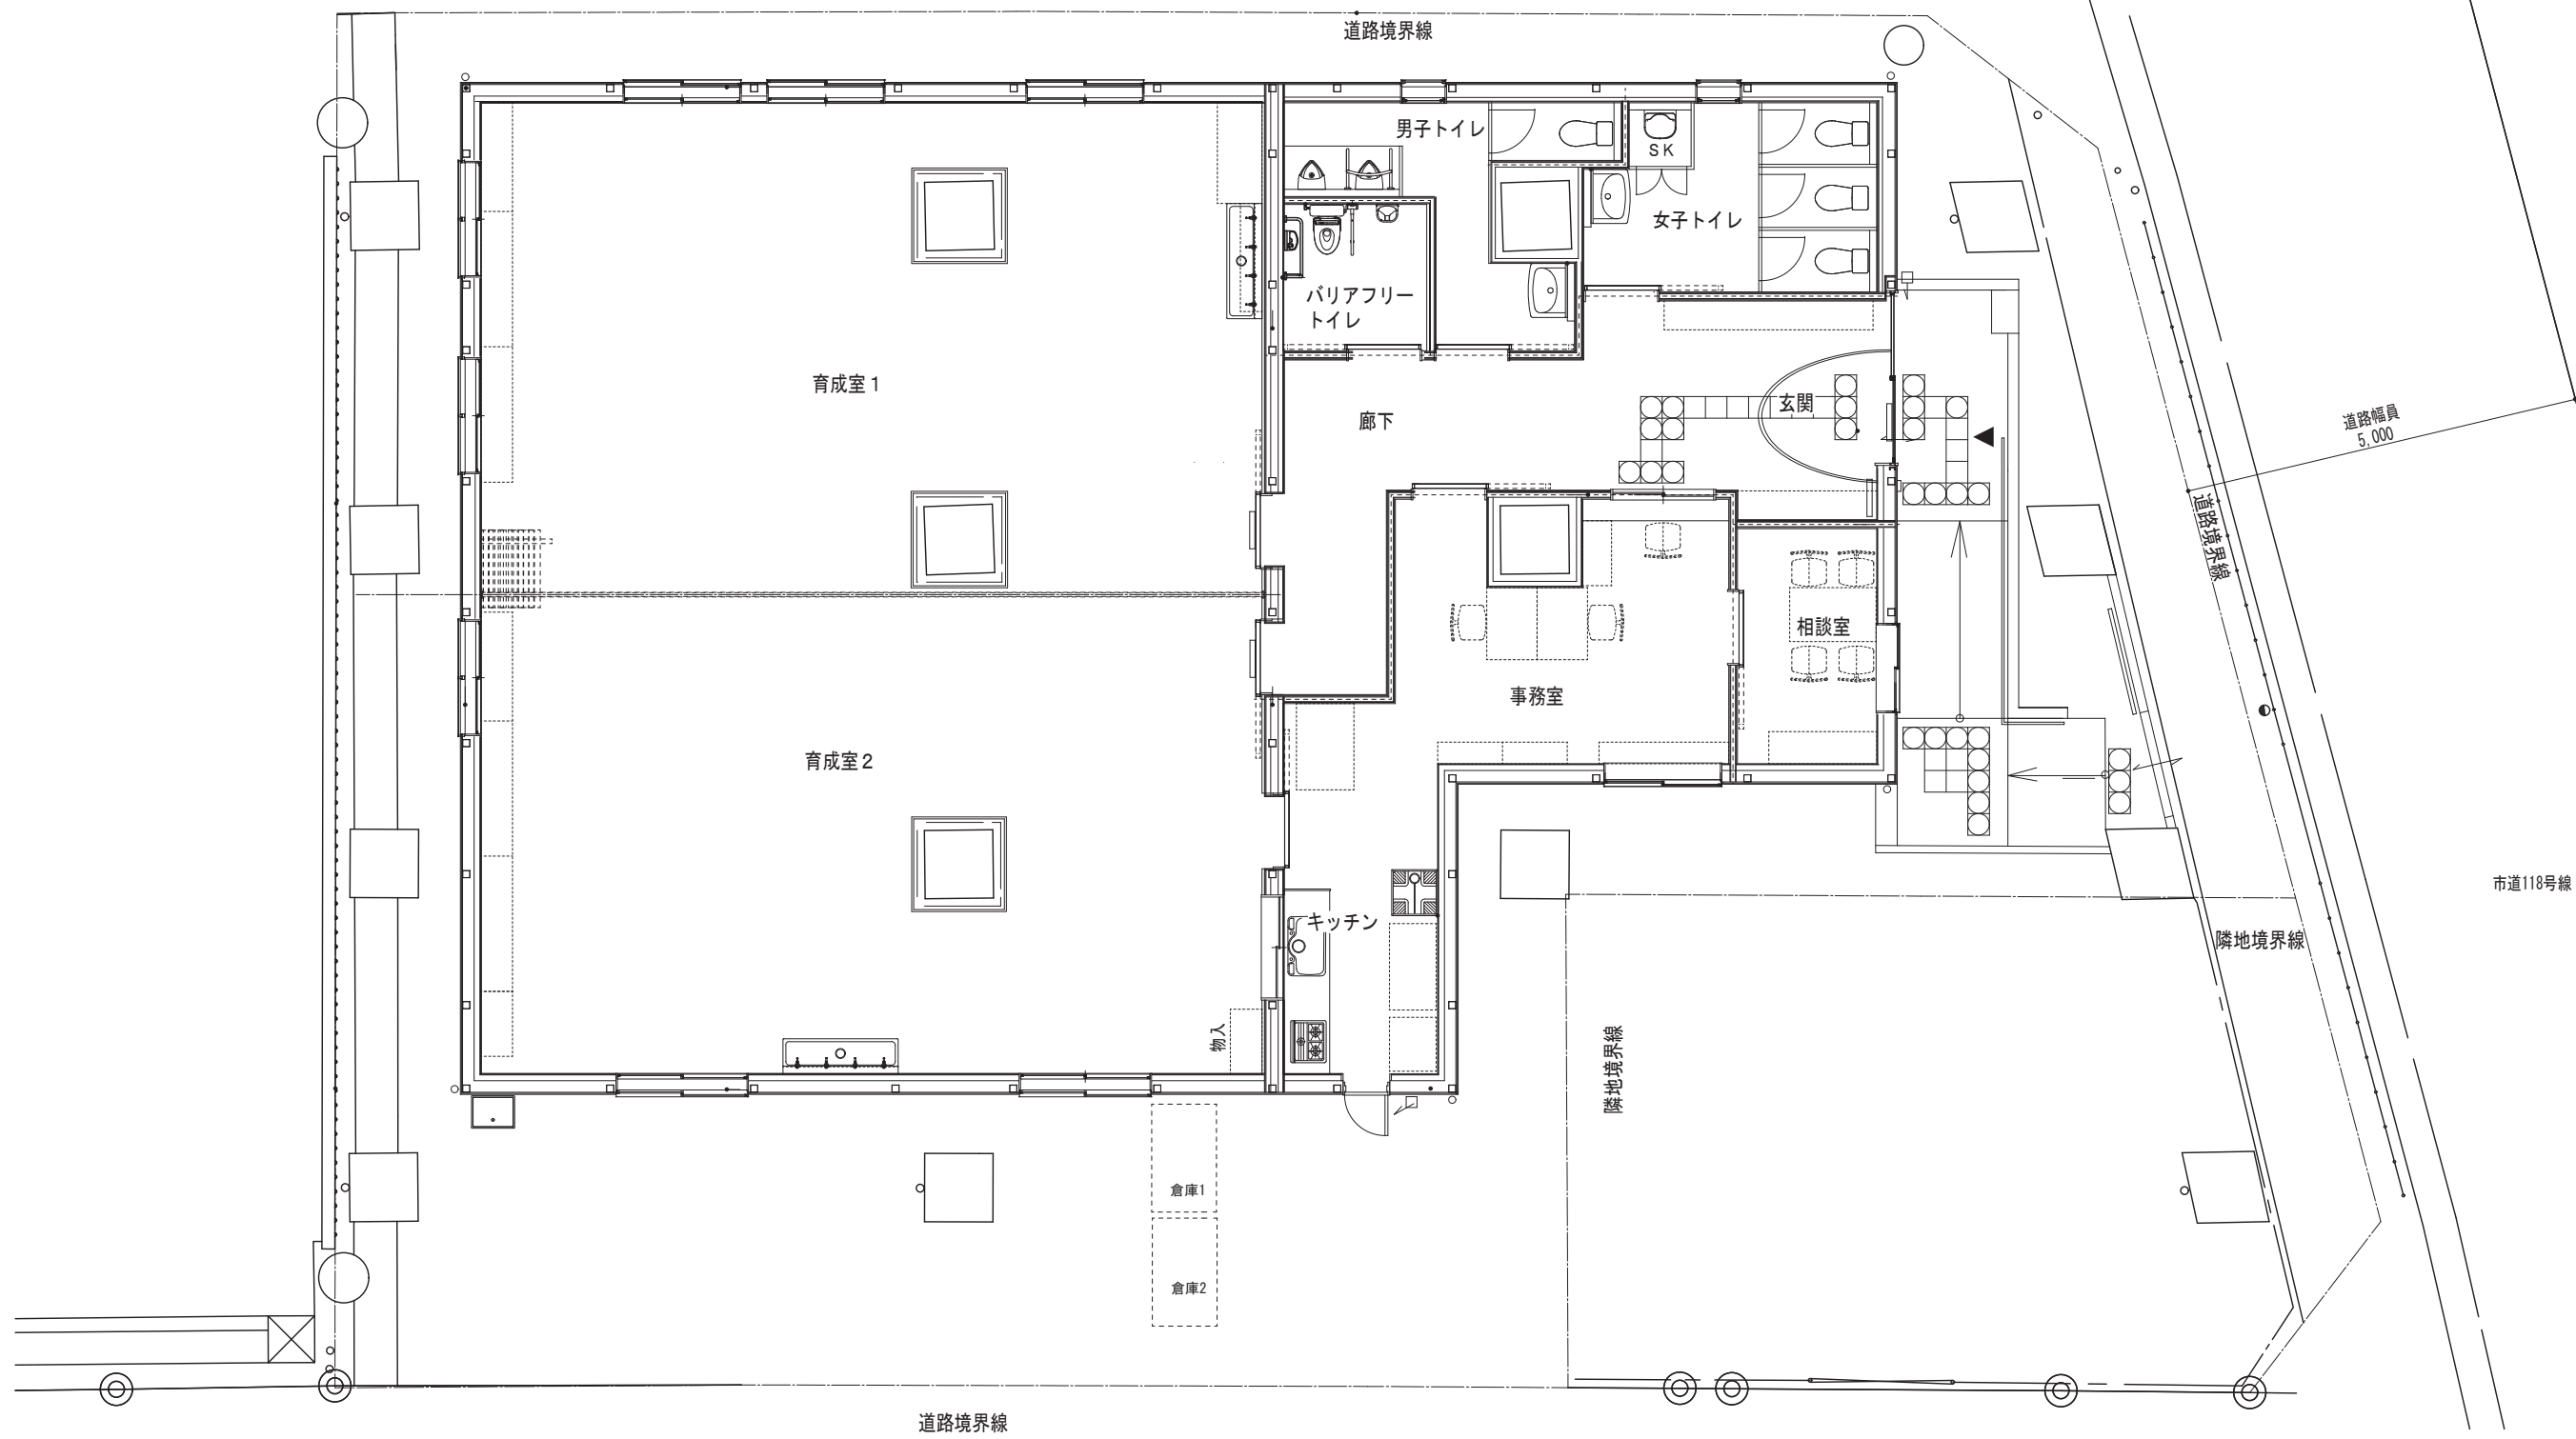 道路境界線
男子トイレ
SK
女子トイレ
バリアフリー
トイレ
育成室1
玄関
廊下
道路幅員
5,000
道路境界線
相談室
事務室
育成室2
市道118号線
キッチン
隣地境界線
物入
隣地境界線
倉庫1
倉庫2
道路境界線